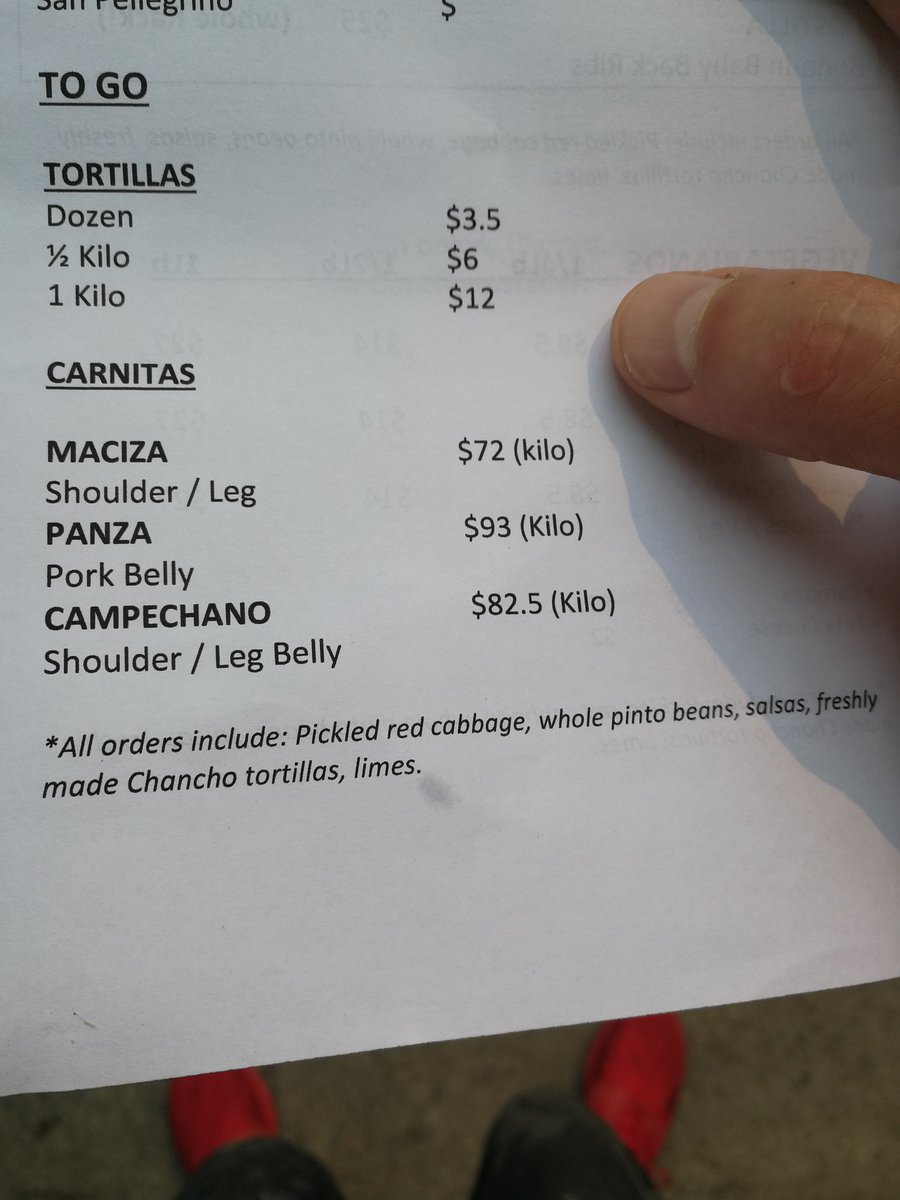 San Pellegrino $
TO GO
TORTILLAS
Dozen $3.5
½ Kilo $6
1 Kilo $12
CARNITAS
MACIZA $72 (kilo)
Shoulder / Leg
PANZA $93 (Kilo)
Pork Belly
CAMPECHANO $82.5 (Kilo)
Shoulder / Leg Belly
*All orders include: Pickled red cabbage, whole pinto beans, salsas, freshly
made Chancho tortillas, limes.